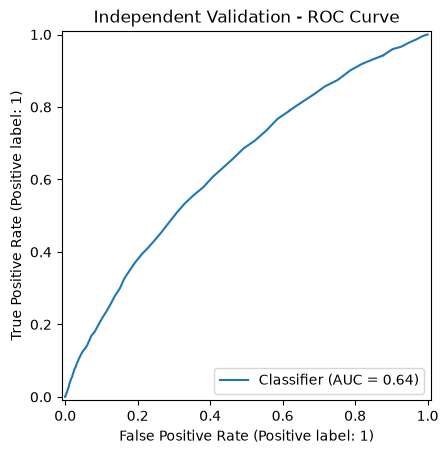 Independent Validation - ROC Curve
1.0
0.8
0.6
0.4
0.2
0.0
True Positive Rate (Positive label: 1)
Classifier (AUC = 0.64)
0.0 0.2 0.4 0.6 0.8 1.0
False Positive Rate (Positive label: 1)